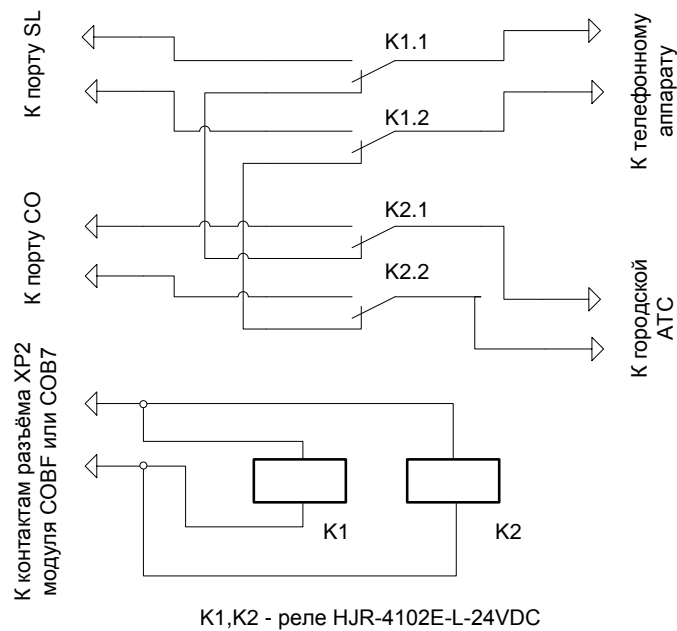 К порту SL
К порту СО
К контактам разъёма XP2
модуля COBF или COB7
K1.1
K1.2
K2.1
K2.2
К телефонному
аппарату
К городской
АТС
K1
K2
K1,K2 - реле HJR-4102E-L-24VDC